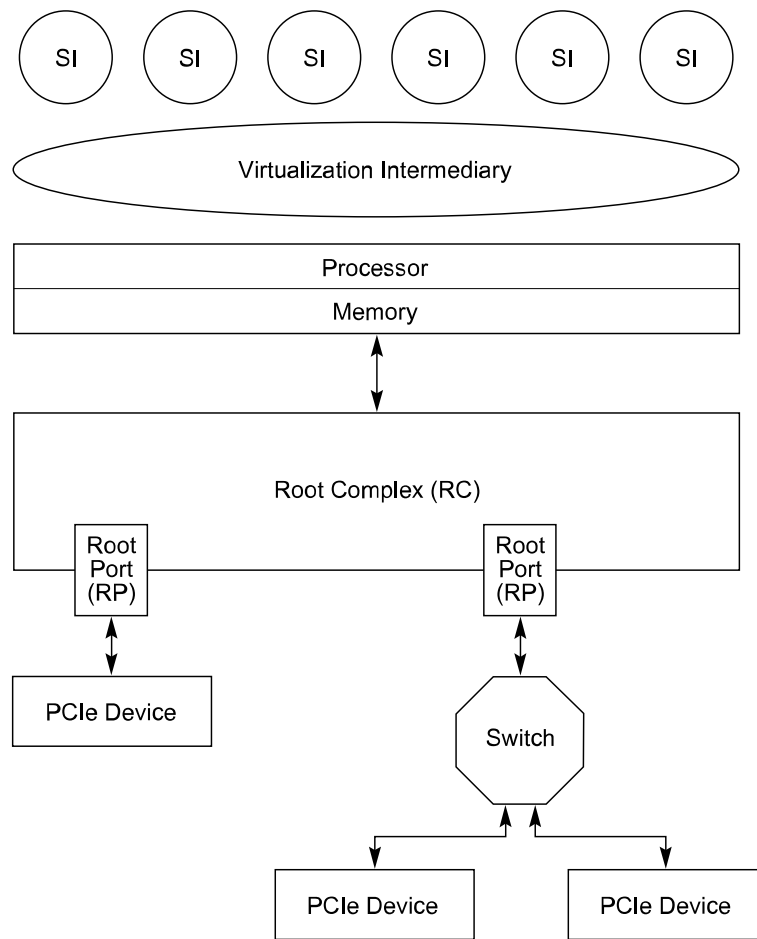 SI
SI
SI
SI
SI
SI
Virtualization Intermediary
Processor
Memory
Root Complex (RC)
Root
Port
(RP)
Root
Port
(RP)
PCIe Device
Switch
PCIe Device
PCIe Device